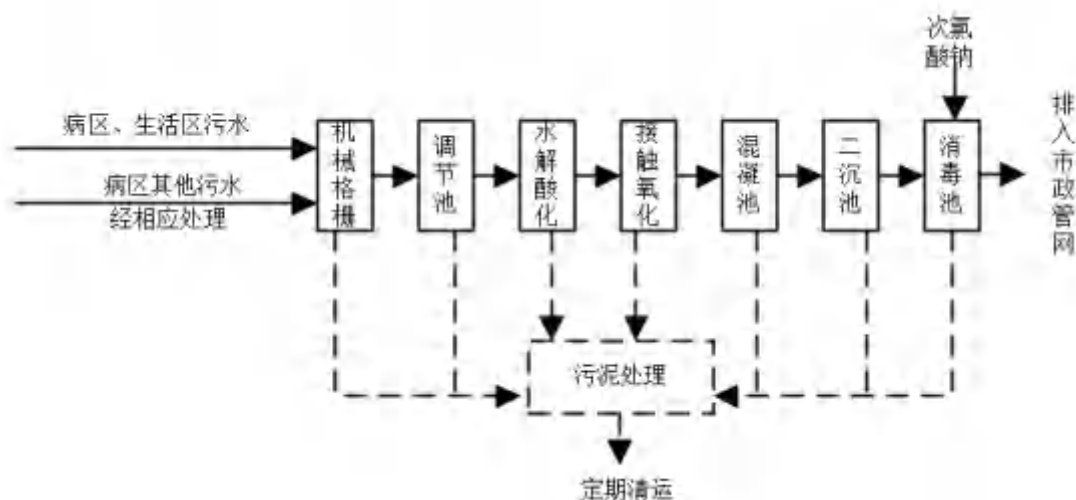 次氯
酸钠
病区、生活区污水
病区其他污水
经相应处理
机械格栅
调节池
水解酸化
接触氧化
混凝池
二沉池
消毒池
排入市政管网
污泥处理
定期清运